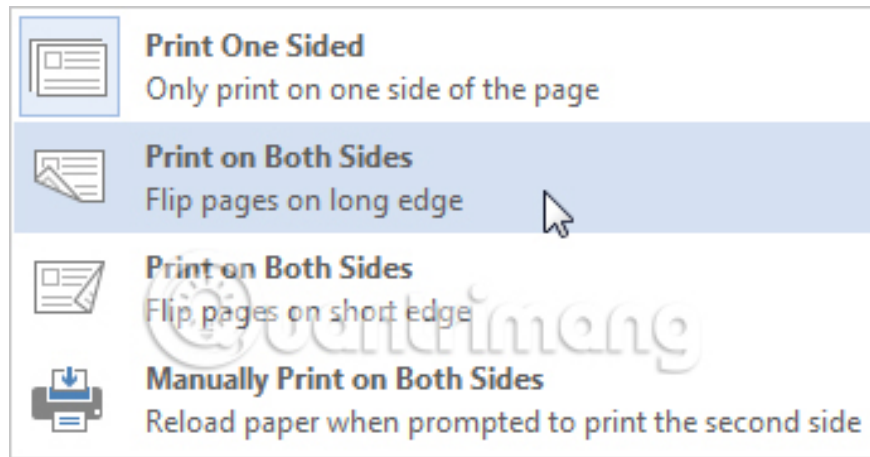 Print One Sided
Only print on one side of the page
Print on Both Sides
Flip pages on long edge
Print on Both Sides
Flip pages on short edge
Quantrimang
Manually Print on Both Sides
Reload paper when prompted to print the second side